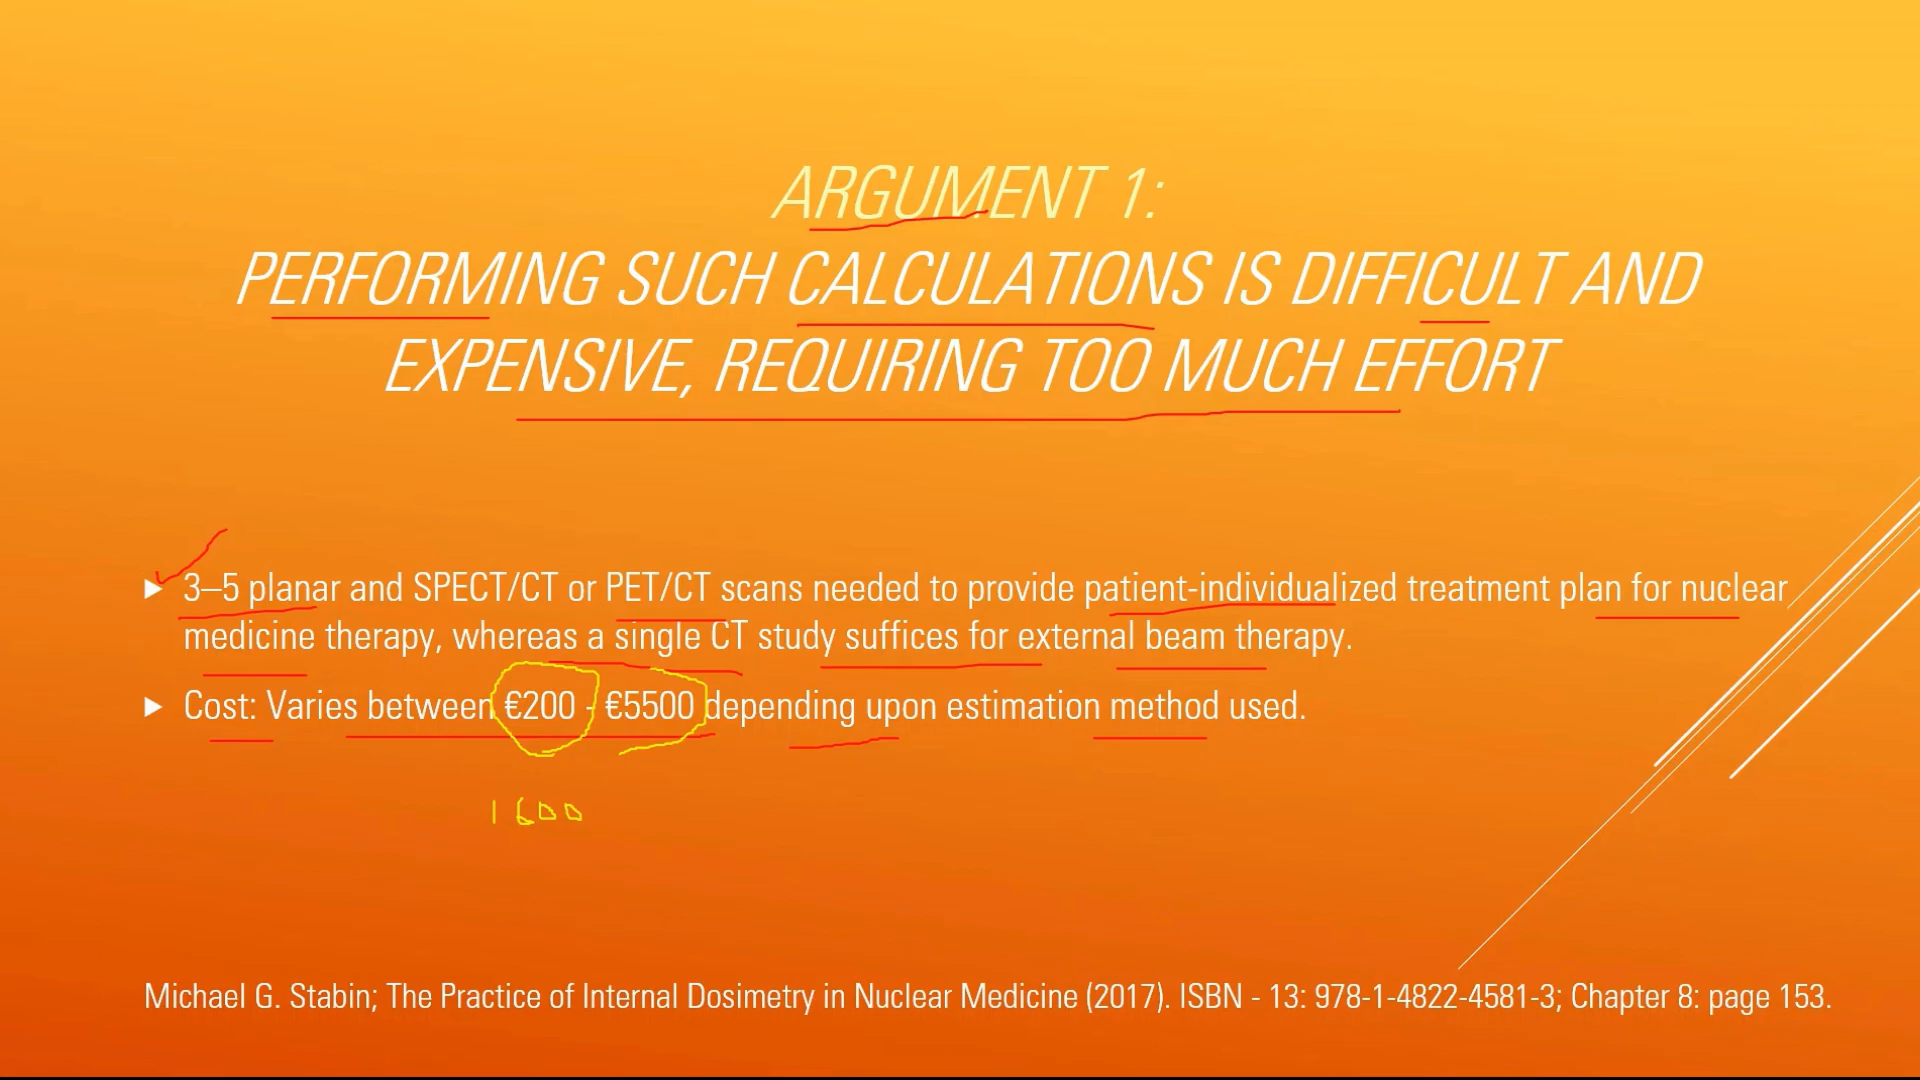 ARGUMENT 1:
PERFORMING SUCH CALCULATIONS IS DIFFICULT AND
EXPENSIVE, REQUIRING TOO MUCH EFFORT
3–5 planar and SPECT/CT or PET/CT scans needed to provide patient-individualized treatment plan for nuclear
medicine therapy, whereas a single CT study suffices for external beam therapy.
Cost: Varies between €200 - €5500 depending upon estimation method used.
1600
Michael G. Stabin; The Practice of Internal Dosimetry in Nuclear Medicine (2017). ISBN - 13: 978-1-4822-4581-3; Chapter 8: page 153.